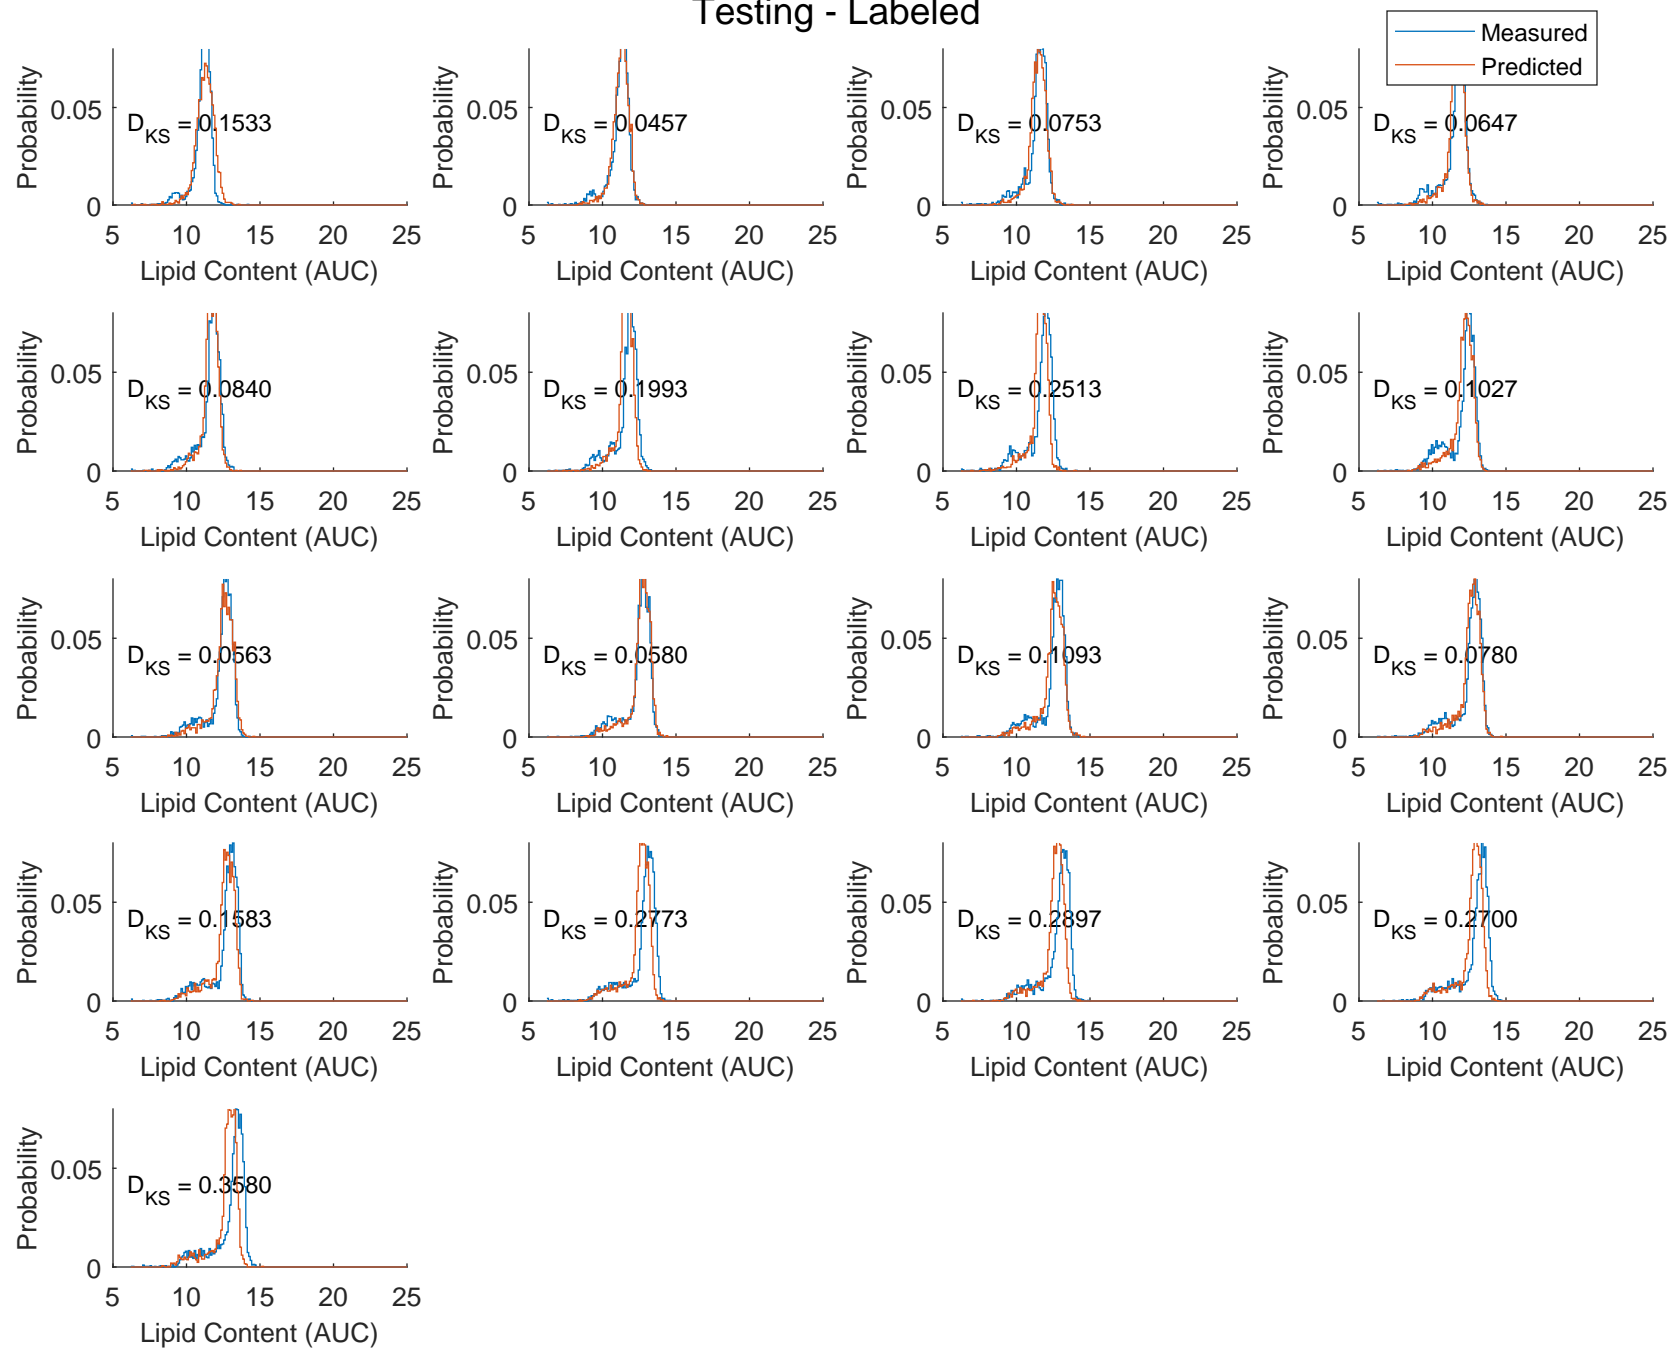 Testing - Labeled
Measured
Predicted
Probability
0.05
0
D_KS = 0.1533
5 10 15 20 25
Lipid Content (AUC)
Probability
0.05
0
D_KS = 0.0457
5 10 15 20 25
Lipid Content (AUC)
Probability
0.05
0
D_KS = 0.0753
5 10 15 20 25
Lipid Content (AUC)
Probability
0.05
0
D_KS = 0.0647
5 10 15 20 25
Lipid Content (AUC)
Probability
0.05
0
D_KS = 0.0840
5 10 15 20 25
Lipid Content (AUC)
Probability
0.05
0
D_KS = 0.1993
5 10 15 20 25
Lipid Content (AUC)
Probability
0.05
0
D_KS = 0.2513
5 10 15 20 25
Lipid Content (AUC)
Probability
0.05
0
D_KS = 0.1027
5 10 15 20 25
Lipid Content (AUC)
Probability
0.05
0
D_KS = 0.0563
5 10 15 20 25
Lipid Content (AUC)
Probability
0.05
0
D_KS = 0.0580
5 10 15 20 25
Lipid Content (AUC)
Probability
0.05
0
D_KS = 0.1093
5 10 15 20 25
Lipid Content (AUC)
Probability
0.05
0
D_KS = 0.0780
5 10 15 20 25
Lipid Content (AUC)
Probability
0.05
0
D_KS = 0.1583
5 10 15 20 25
Lipid Content (AUC)
Probability
0.05
0
D_KS = 0.2773
5 10 15 20 25
Lipid Content (AUC)
Probability
0.05
0
D_KS = 0.2897
5 10 15 20 25
Lipid Content (AUC)
Probability
0.05
0
D_KS = 0.2700
5 10 15 20 25
Lipid Content (AUC)
Probability
0.05
0
D_KS = 0.3580
5 10 15 20 25
Lipid Content (AUC)